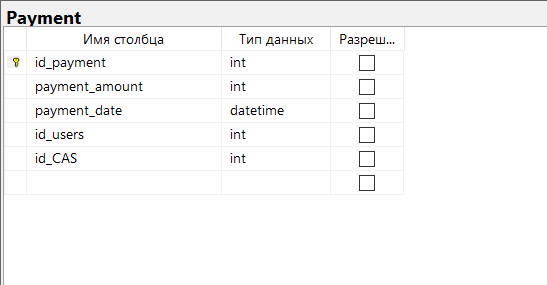 Payment
Имя столбца Тип данных Разреш...
id_payment int
payment_amount int
payment_date datetime
id_users int
id_CAS int